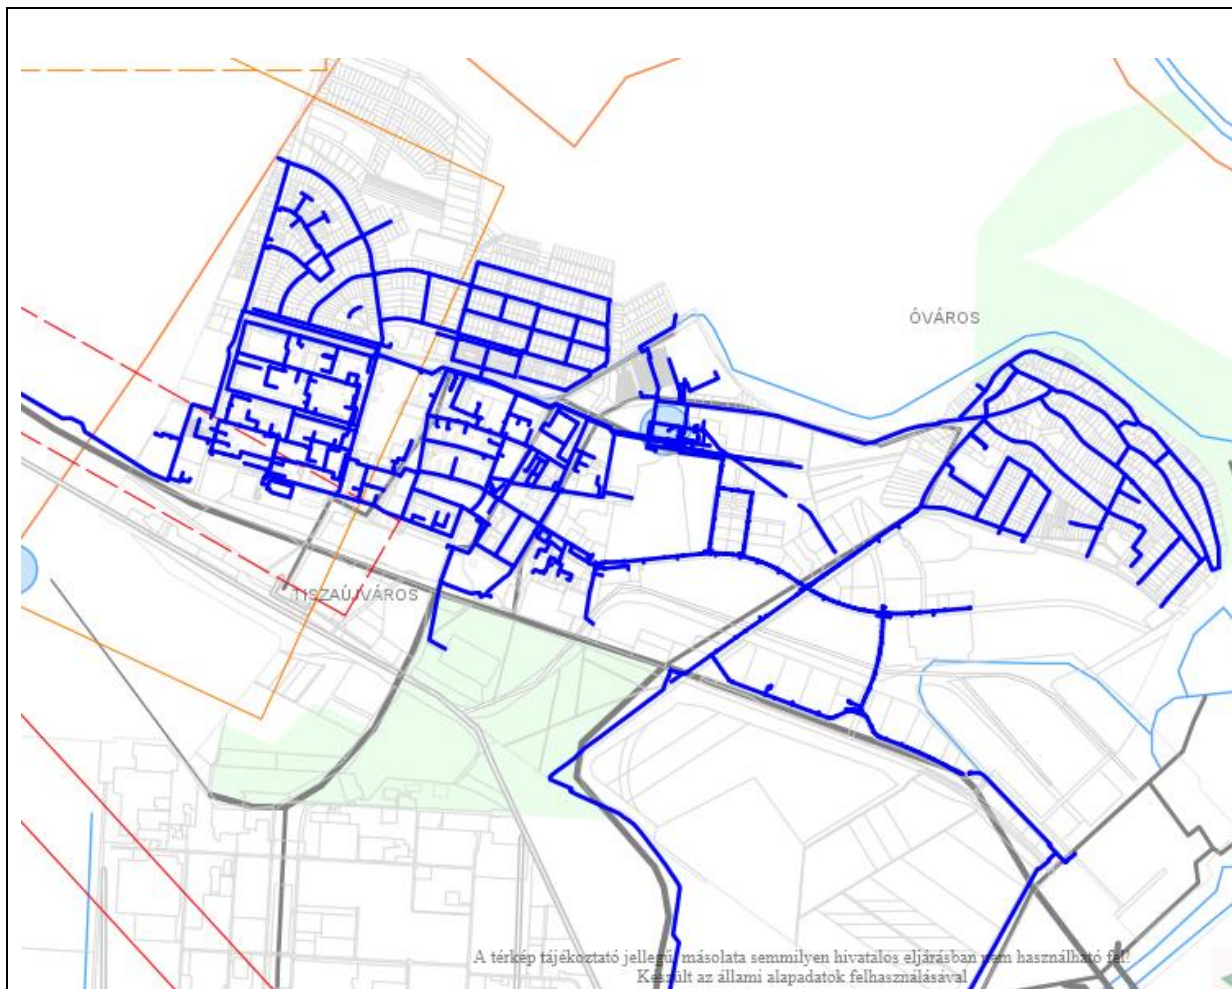 ÓVÁROS
TISZAÚJVÁROS
A térkép tájékoztató jellegű, másolata semmilyen hivatalos eljárásban nem használható fel!
Készült az állami alapadatok felhasználásával